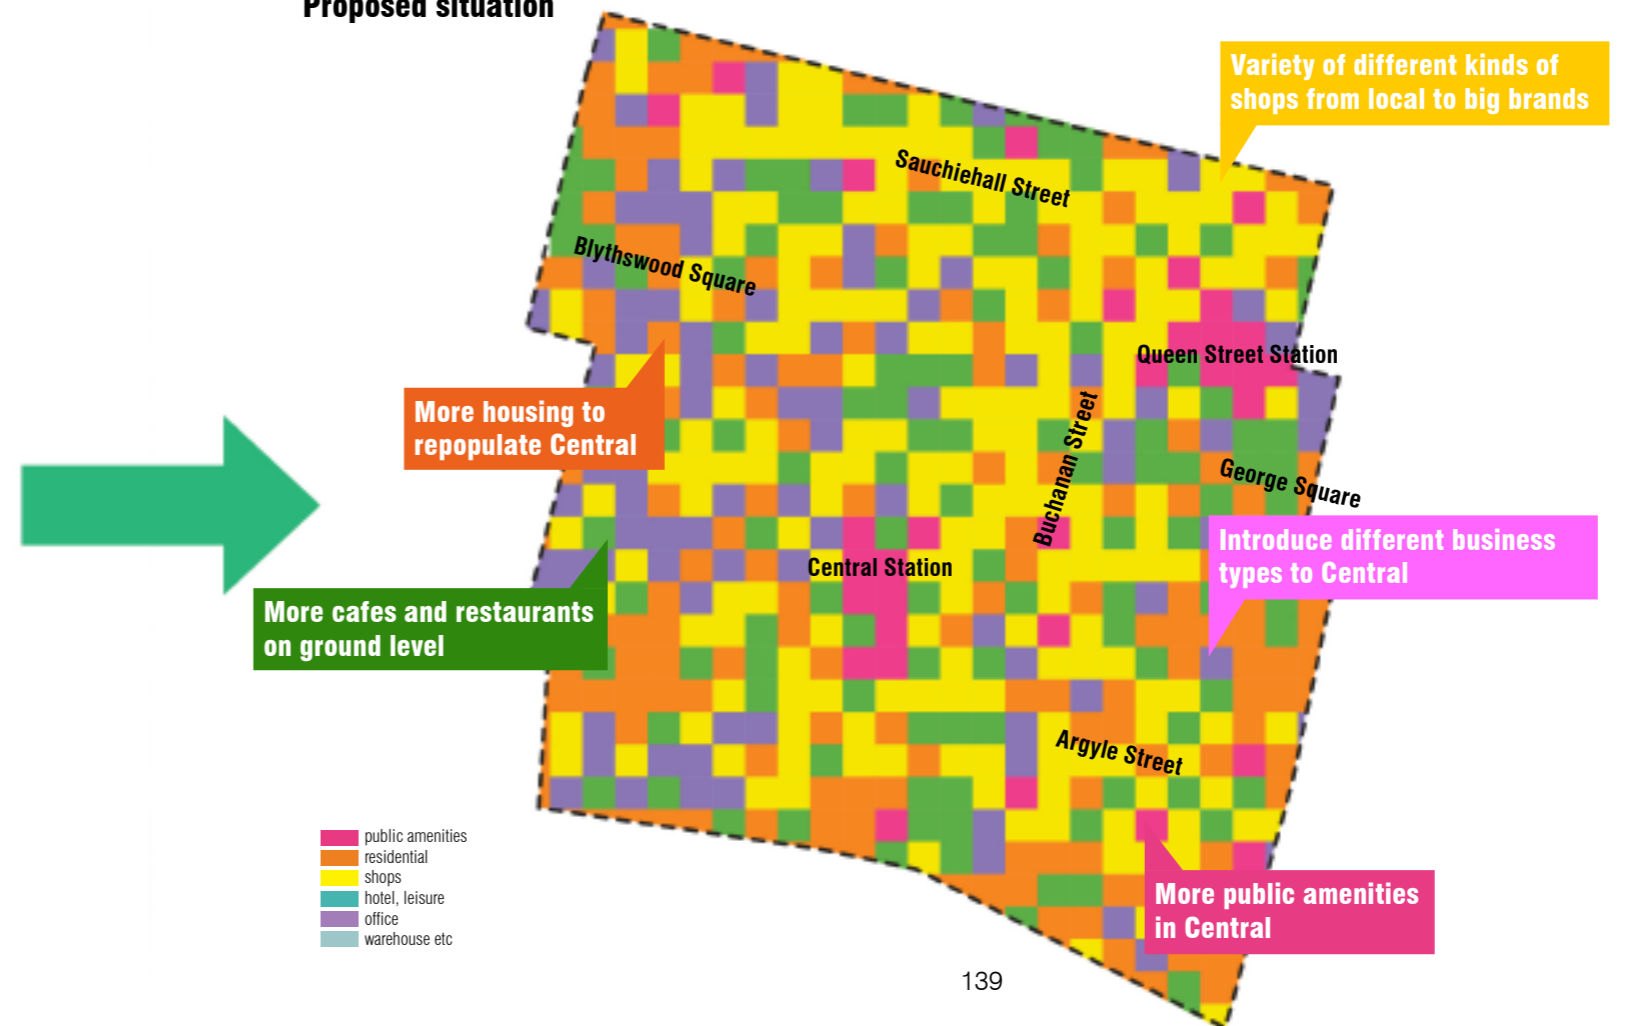 Proposed situation
Variety of different kinds of
shops from local to big brands
Sauchiehall Street
Blythswood Square
Queen Street Station
More housing to
repopulate Central
Buchanan Street
George Square
Introduce different business
types to Central
Central Station
More cafes and restaurants
on ground level
Argyle Street
public amenities
residential
shops
hotel, leisure
office
warehouse etc
More public amenities
in Central
139